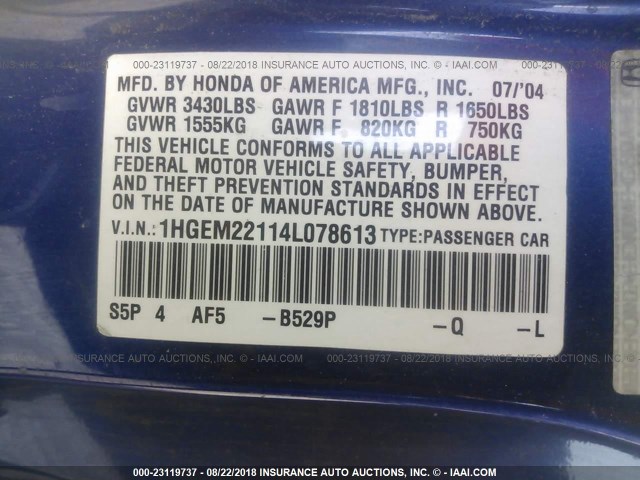 000-23119737 - 08/22/2018 INSURANCE AUTO AUCTIONS, INC. - IAAI.COM
MFD. BY HONDA OF AMERICA MFG., INC. 07/'04
GVWR 3430LBS GAWR F 1810LBS R 1650LBS
GVWR 1555KG GAWR F 820KG R 750KG
THIS VEHICLE CONFORMS TO ALL APPLICABLE
FEDERAL MOTOR VEHICLE SAFETY, BUMPER,
AND THEFT PREVENTION STANDARDS IN EFFECT
ON THE DATE OF MANUFACTURE SHOWN ABOVE.
V.I.N.: 1HGEM22114L078613 TYPE:PASSENGER CAR
S5P 4 AF5 -B529P -Q -L
000-23119737 - 08/22/2018 INSURANCE AUTO AUCTIONS, INC. - IAAI.COM
000-23119737 - 08/22/2018 INSURANCE AUTO AUCTIONS, INC. - IAAI.COM